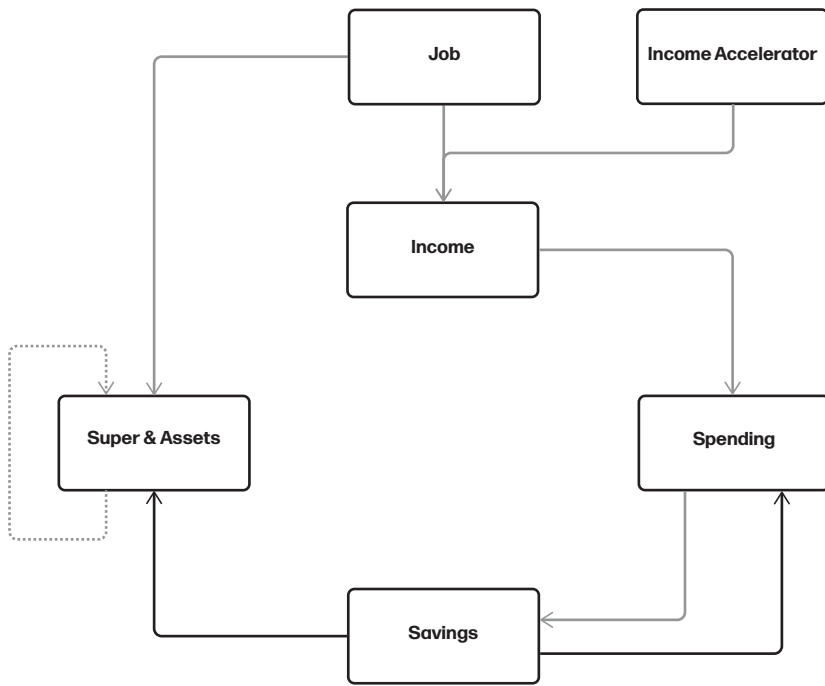 Job
Income Accelerator
Income
Super & Assets
Spending
Savings